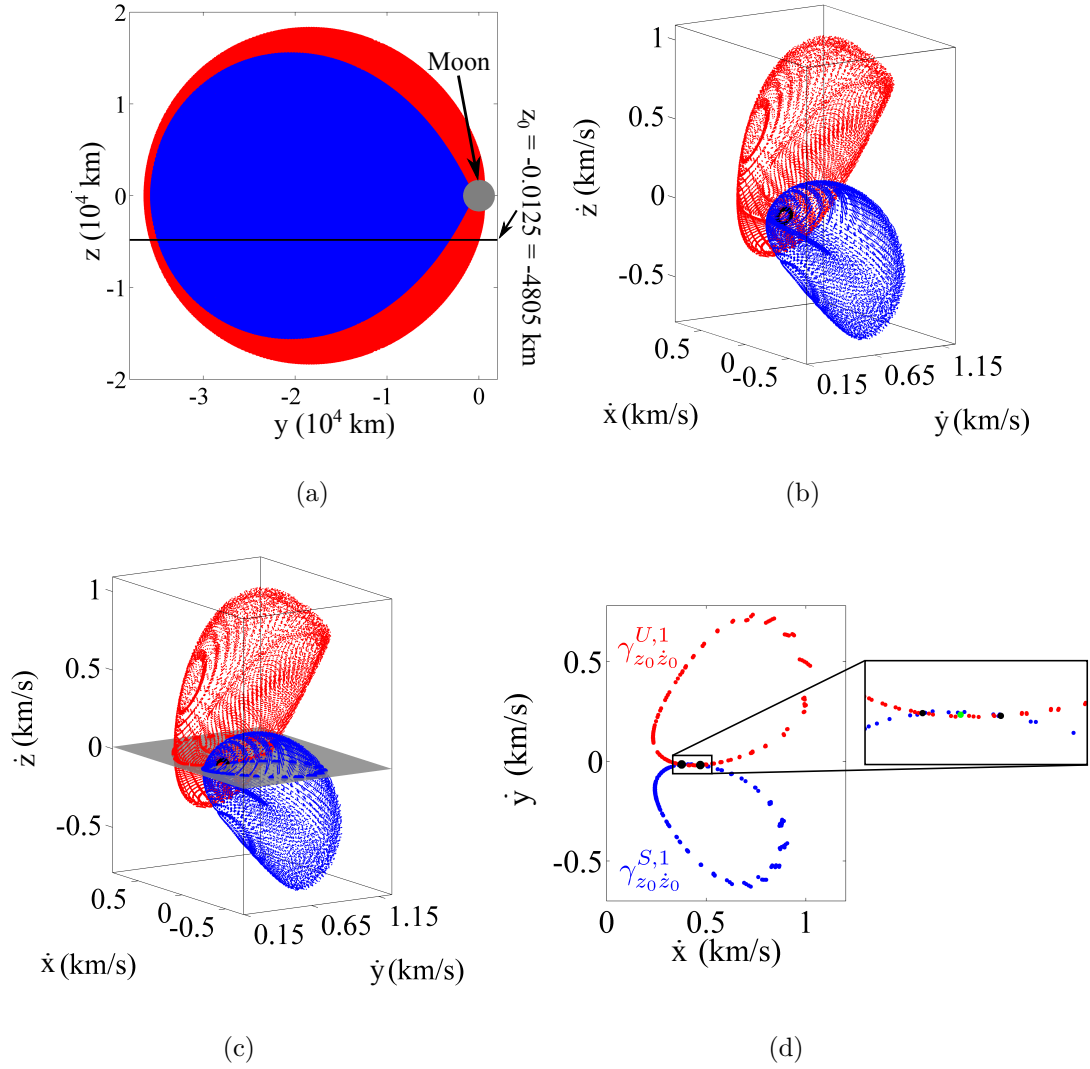 2
1
0
-1
-2
z (10⁴ km)
-3
-2
-1
0
y (10⁴ km)
Moon
z₀ = -0.0125 = -4805 km
(a)
1
0.5
0
-0.5
ż (km/s)
0.5
0
-0.5
ẋ (km/s)
0.15
0.65
1.15
ẏ (km/s)
(b)
1
0.5
0
-0.5
ż (km/s)
0.5
0
-0.5
ẋ (km/s)
0.15
0.65
1.15
ẏ (km/s)
(c)
0.5
0
-0.5
ẏ (km/s)
γ^{U,1}_{z₀ż₀}
γ^{S,1}_{z₀ż₀}
0
0.5
1
ẋ (km/s)
(d)